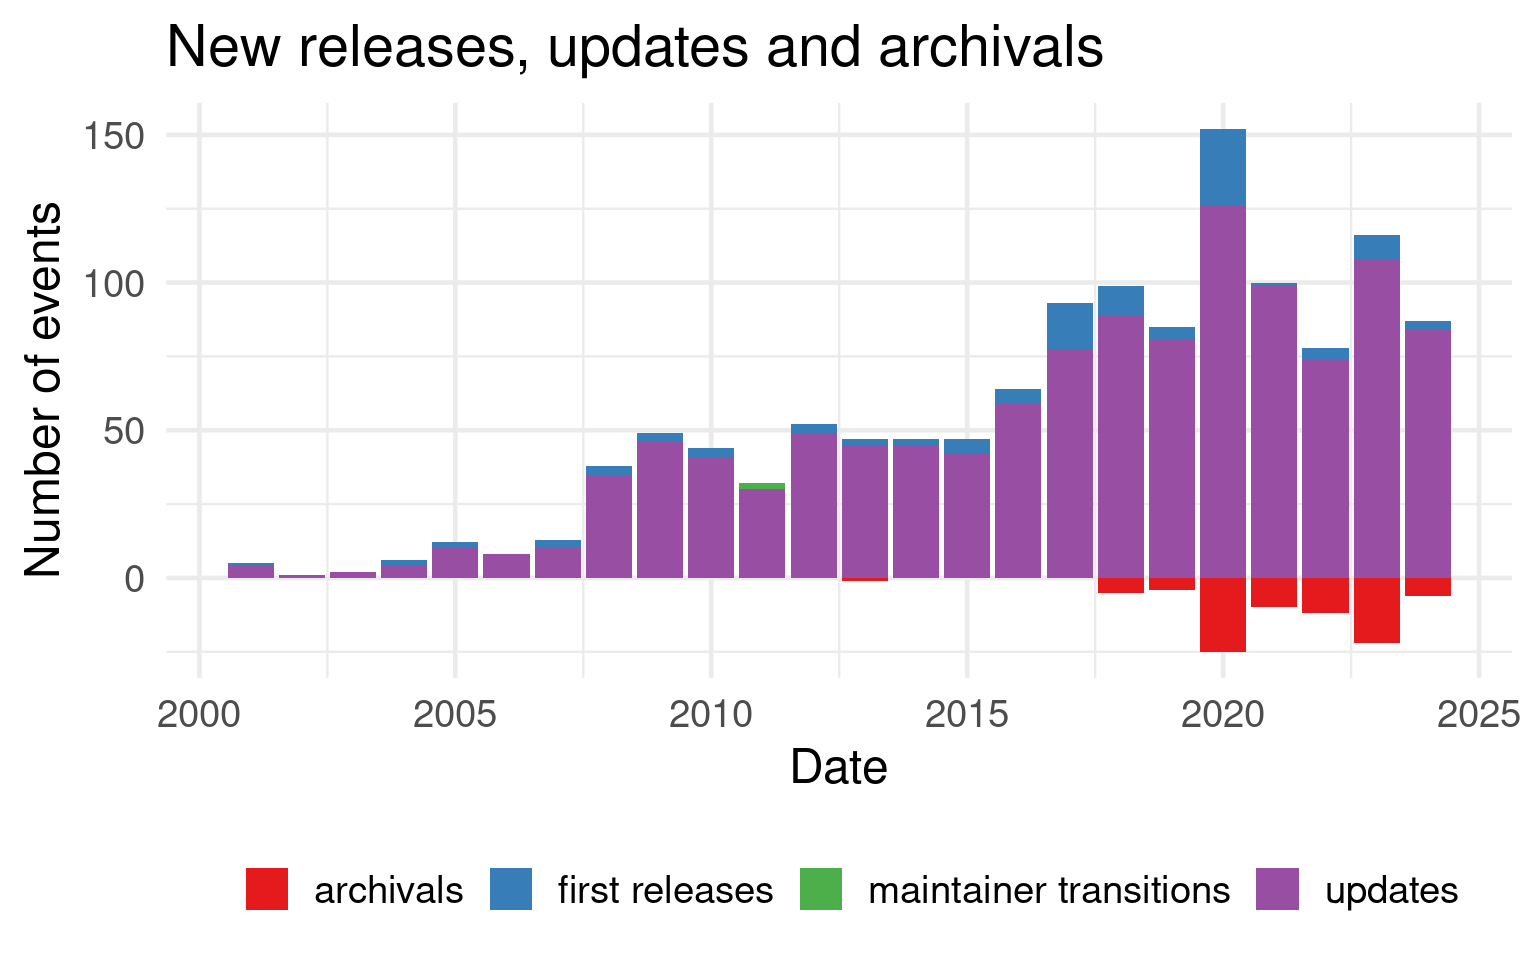 New releases, updates and archivals
Number of events
150
100
50
0
2000 2005 2010 2015 2020 2025
Date
archivals first releases maintainer transitions updates